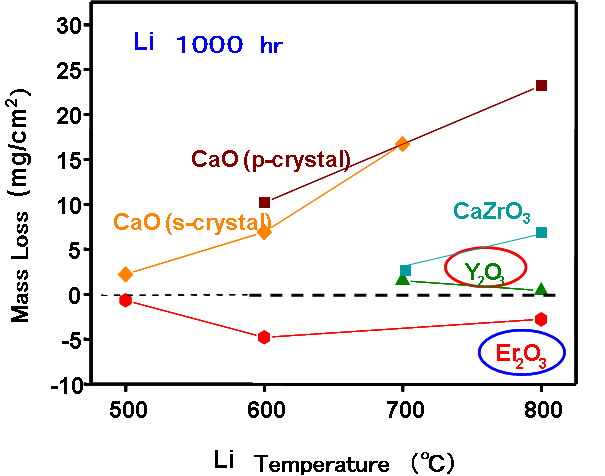 Li 1000 hr
Mass Loss (mg/cm2)
30
25
20
15
10
5
0
-5
-10
CaO (p-crystal)
CaO (s-crystal)
CaZrO3
Y2O3
Er2O3
500 600 700 800
Li Temperature (℃)